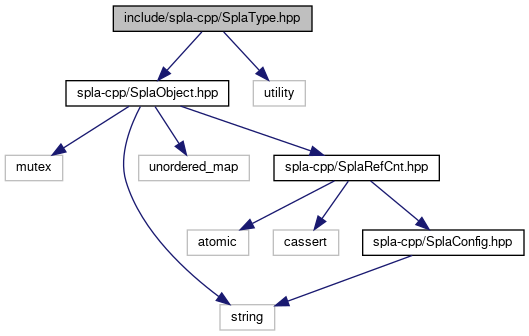 include/spla-cpp/SplaType.hpp
spla-cpp/SplaObject.hpp
utility
mutex
unordered_map
spla-cpp/SplaRefCnt.hpp
atomic
cassert
spla-cpp/SplaConfig.hpp
string